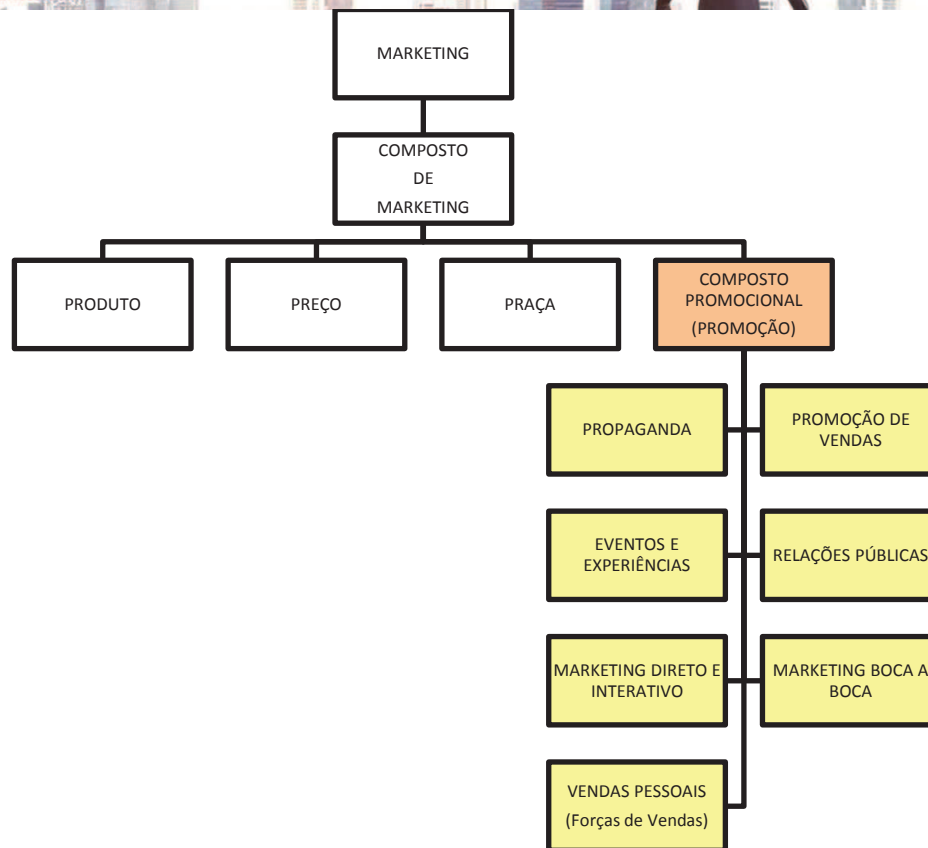 MARKETING
COMPOSTO
DE
MARKETING
PRODUTO
PREÇO
PRAÇA
COMPOSTO
PROMOCIONAL
(PROMOÇÃO)
PROPAGANDA
PROMOÇÃO DE
VENDAS
EVENTOS E
EXPERIÊNCIAS
RELAÇÕES PÚBLICAS
MARKETING DIRETO E
INTERATIVO
MARKETING BOCA A
BOCA
VENDAS PESSOAIS
(Forças de Vendas)